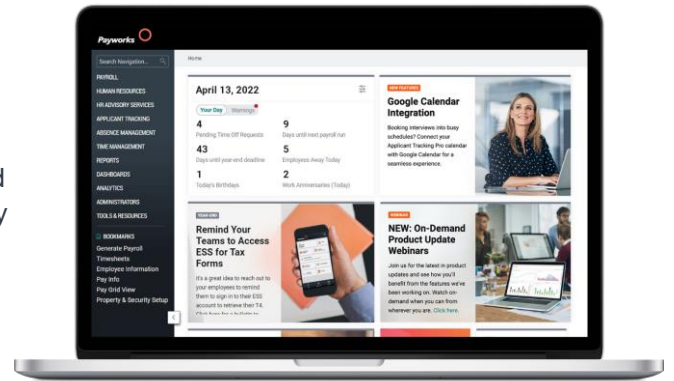 Payworks
Search Navigation...
Home
PAYROLL
HUMAN RESOURCES
HR ADVISORY SERVICES
APPLICANT TRACKING
ABSENCE MANAGEMENT
TIME MANAGEMENT
REPORTS
DASHBOARDS
ANALYTICS
ADMINISTRATORS
TOOLS & RESOURCES
BOOKMARKS
Generate Payroll
Timesheets
Employee Information
Pay Info
Pay Grid View
Property & Security Setup
April 13, 2022
Your Day Warnings
4 9
Pending Time Off Requests Days until next payroll run
43 5
Days until year-end deadline Employees Away Today
1 2
Today's Birthdays Work Anniversaries (Today)
NEW FEATURES
Google Calendar
Integration
Booking interviews into busy
schedules? Connect your
Applicant Tracking Pro calendar
with Google Calendar for a
seamless experience.
YEAR-END
Remind Your
Teams to Access
ESS for Tax
Forms
It's a great idea to reach out to
your employees to remind
them to sign in to their ESS
account to retrieve their T4.
WEBINAR
NEW: On-Demand
Product Update
Webinars
Join us for the latest in product
updates and see how you'll
benefit from the features we've
been working on. Watch on-
demand when you can from
wherever you are. Click here.